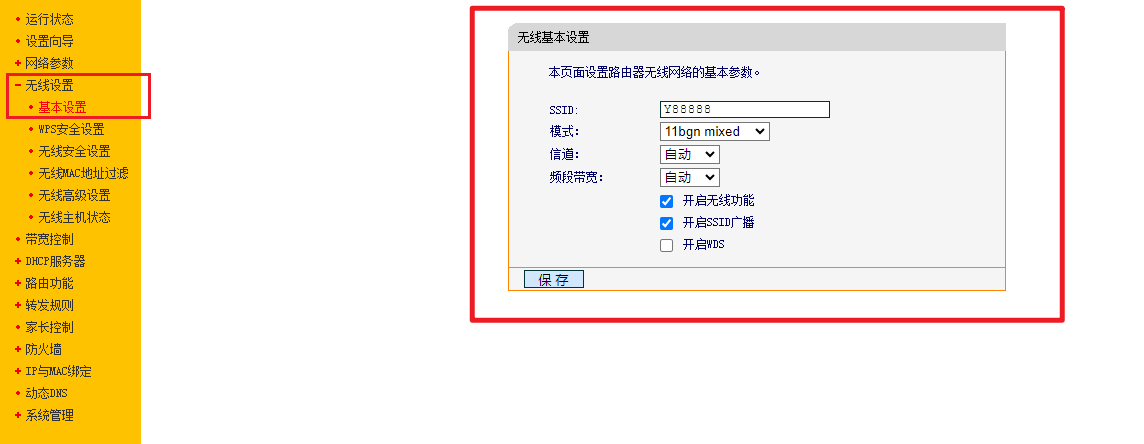 运行状态
设置向导
网络参数
无线设置
基本设置
WPS安全设置
无线安全设置
无线MAC地址过滤
无线高级设置
无线主机状态
带宽控制
DHCP服务器
路由功能
转发规则
家长控制
防火墙
IP与MAC绑定
动态DNS
系统管理
无线基本设置
本页面设置路由器无线网络的基本参数。
SSID: Y88888
模式: 11bgn mixed
信道: 自动
频段带宽: 自动
开启无线功能
开启SSID广播
开启WDS
保 存